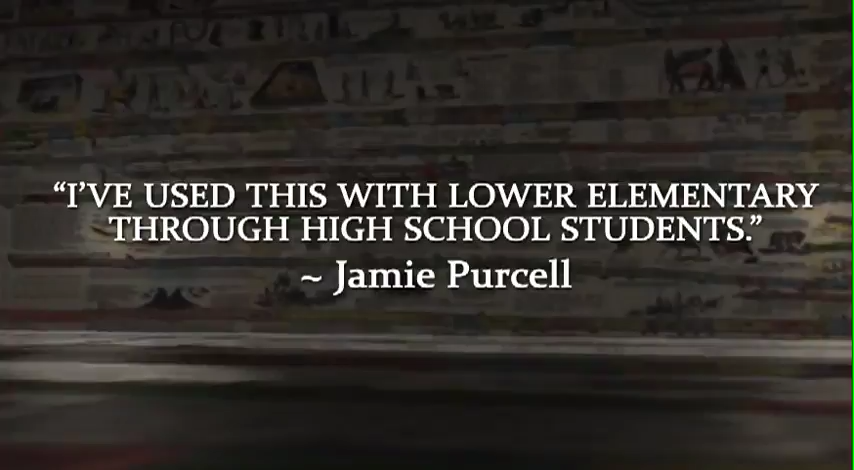 “I’VE USED THIS WITH LOWER ELEMENTARY
THROUGH HIGH SCHOOL STUDENTS.”
~ Jamie Purcell